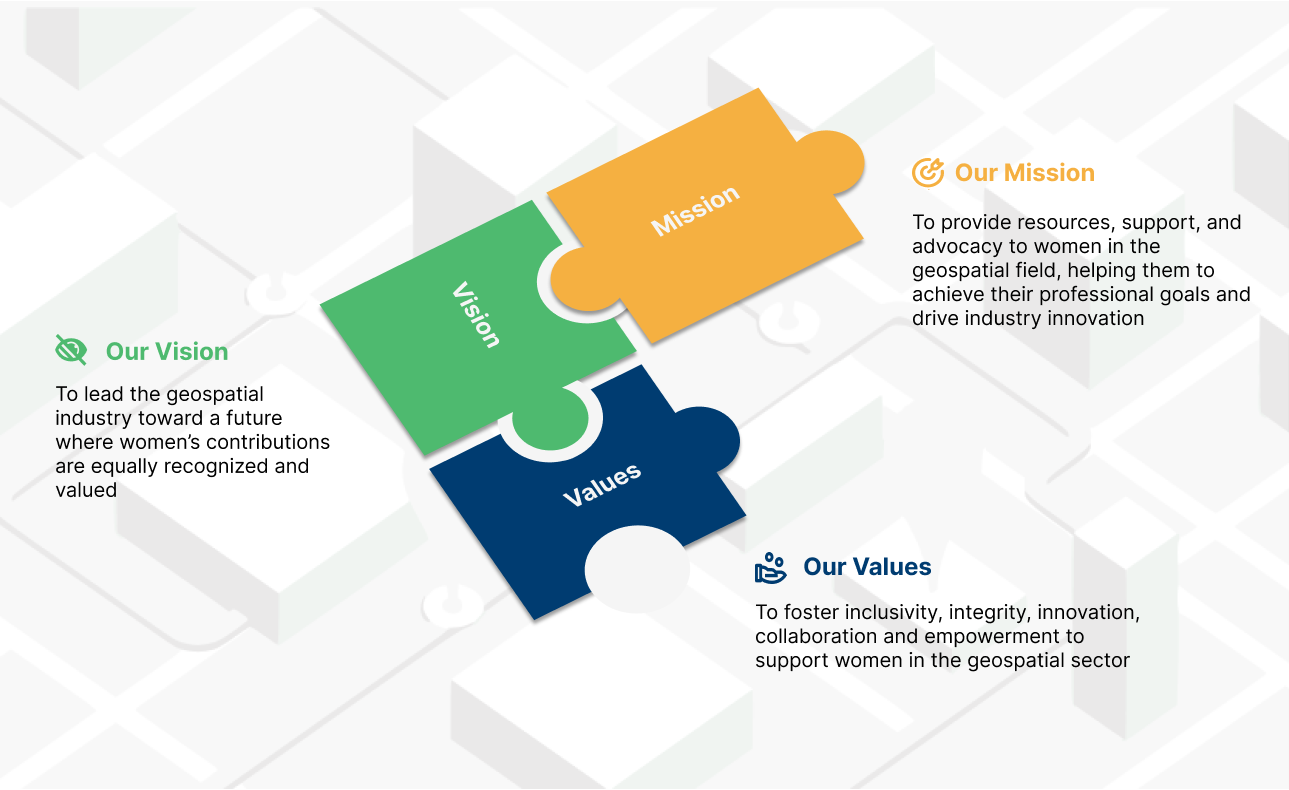 Mission
Vision
Values
Our Mission
To provide resources, support, and
advocacy to women in the
geospatial field, helping them to
achieve their professional goals and
drive industry innovation
Our Vision
To lead the geospatial
industry toward a future
where women’s contributions
are equally recognized and
valued
Our Values
To foster inclusivity, integrity, innovation,
collaboration and empowerment to
support women in the geospatial sector